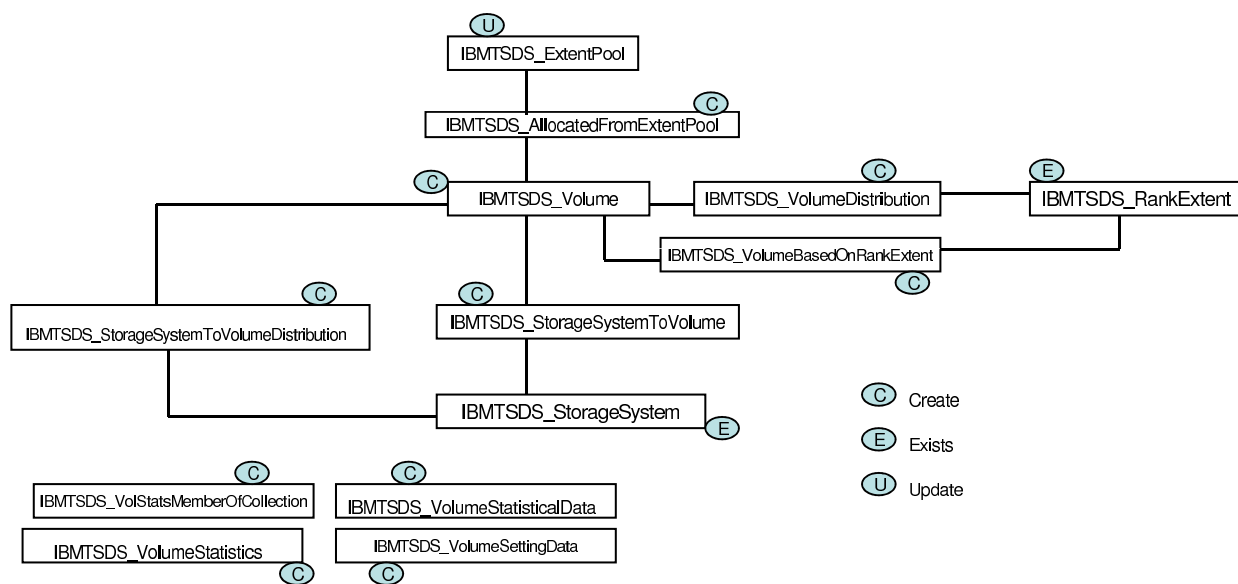 U
IBMTSDS_ExtentPool
C
IBMTSDS_AllocatedFromExtentPool
C
IBMTSDS_Volume
C
IBMTSDS_VolumeDistribution
E
IBMTSDS_RankExtent
IBMTSDS_VolumeBasedOnRankExtent
C
C
IBMTSDS_StorageSystemToVolumeDistribution
C
IBMTSDS_StorageSystemToVolume
IBMTSDS_StorageSystem
E
C Create
E Exists
U Update
C
IBMTSDS_VolStatsMemberOfCollection
C
IBMTSDS_VolumeStatisticalData
IBMTSDS_VolumeStatistics
C
IBMTSDS_VolumeSettingData
C